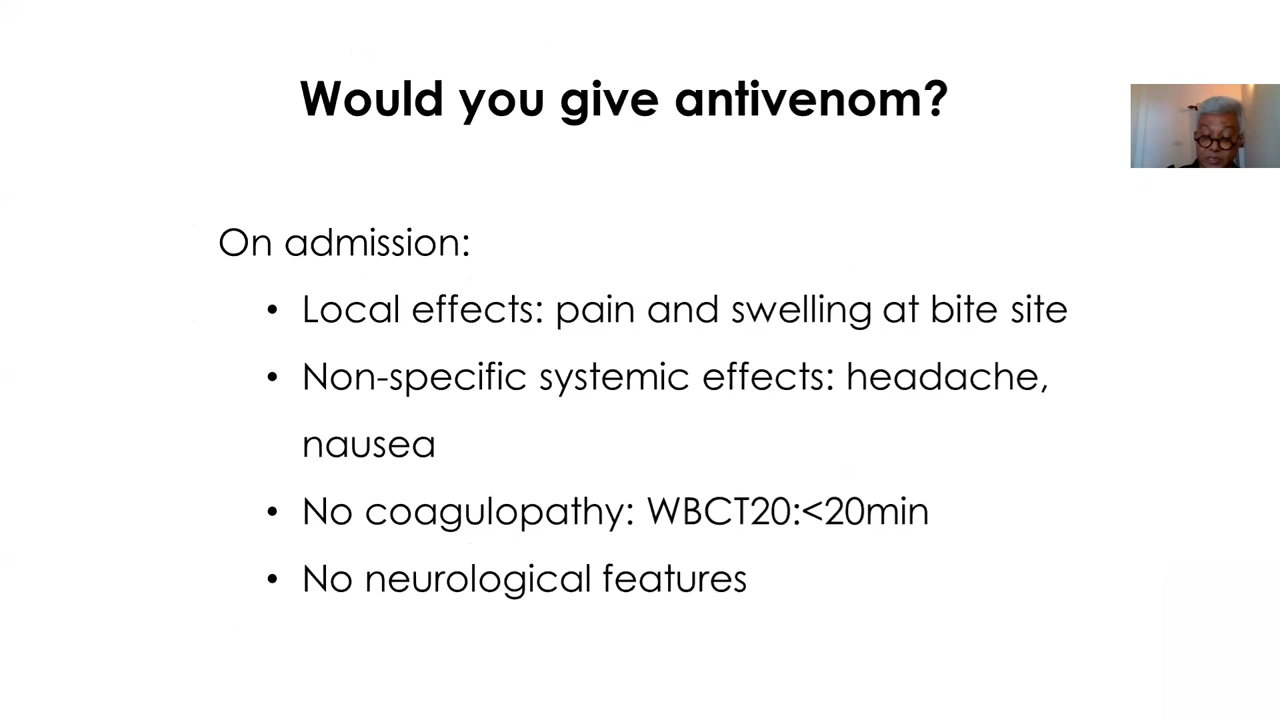 Would you give antivenom?
On admission:
• Local effects: pain and swelling at bite site
• Non-specific systemic effects: headache,
nausea
• No coagulopathy: WBCT20:<20min
• No neurological features